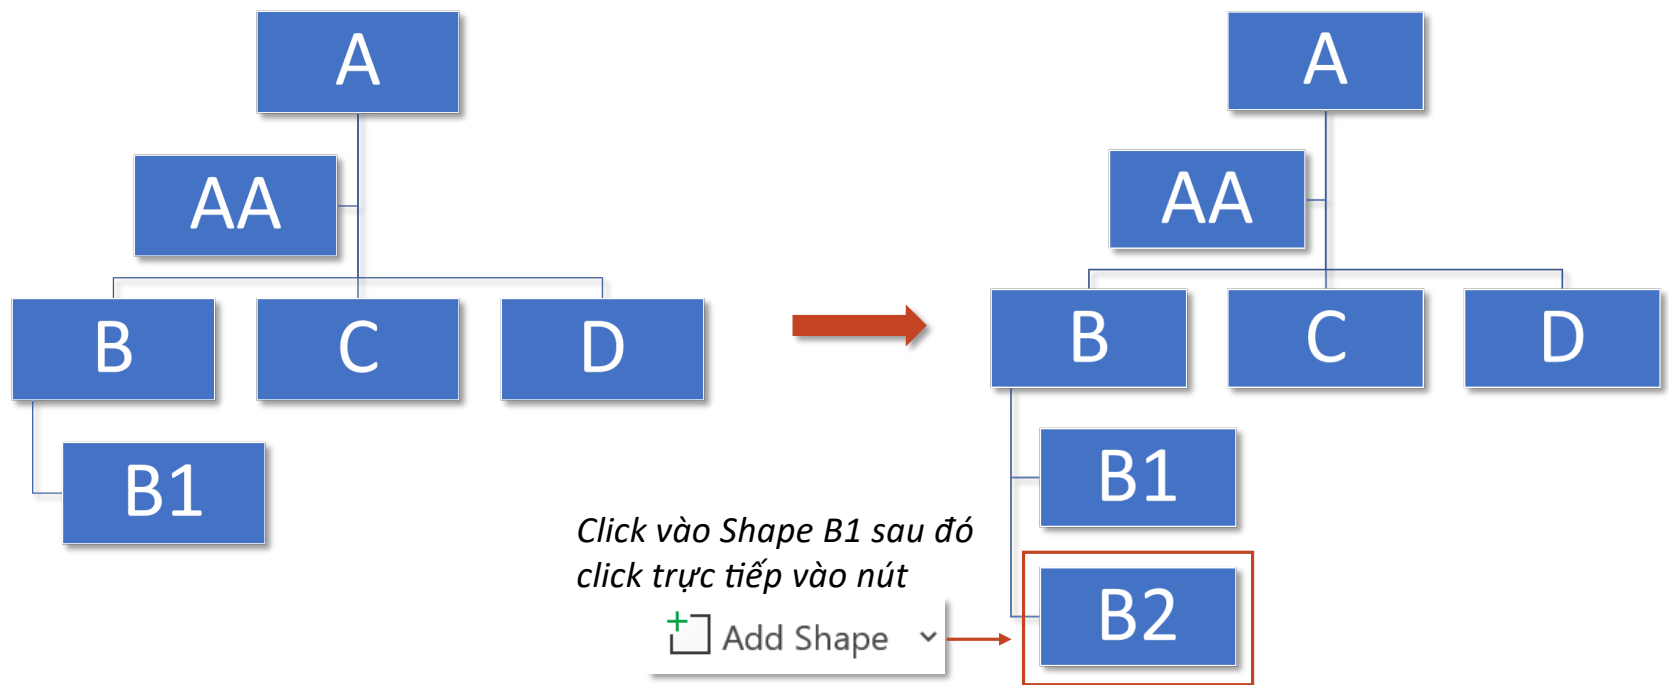 A
AA
B
C
D
B1
A
AA
B
C
D
B1
B2
Click vào Shape B1 sau đó
click trực tiếp vào nút
Add Shape